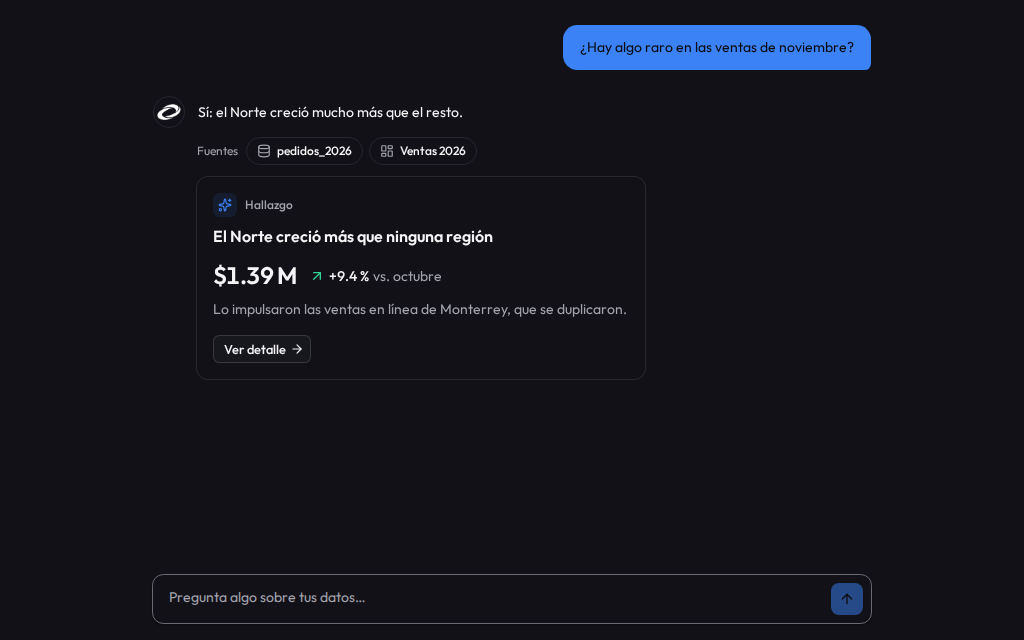 ¿Hay algo raro en las ventas de noviembre?
Sí: el Norte creció mucho más que el resto.
Fuentes pedidos_2026 Ventas 2026
Hallazgo
El Norte creció más que ninguna región
$1.39 M +9.4 % vs. octubre
Lo impulsaron las ventas en línea de Monterrey, que se duplicaron.
Ver detalle
Pregunta algo sobre tus datos…